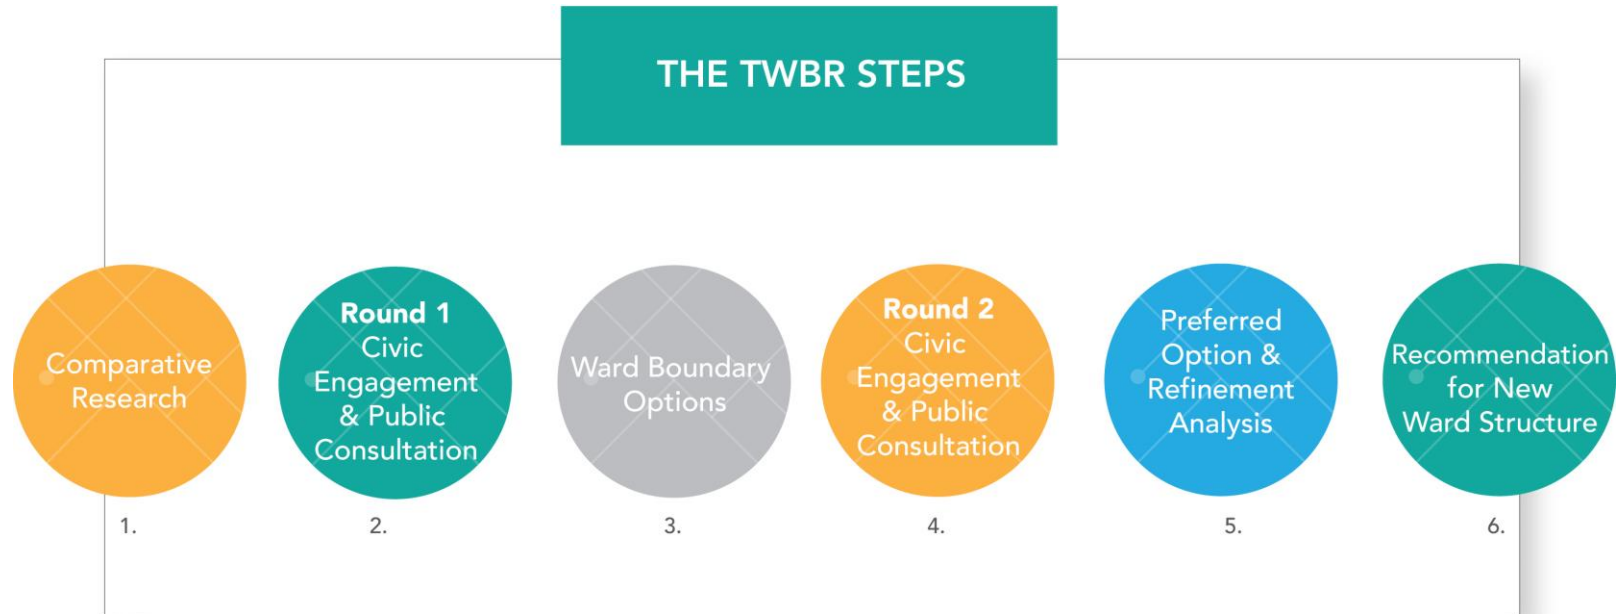 THE TWBR STEPS
Comparative
Research
1.
Round 1
Civic
Engagement
& Public
Consultation
2.
Ward Boundary
Options
3.
Round 2
Civic
Engagement
& Public
Consultation
4.
Preferred
Option &
Refinement
Analysis
5.
Recommendation
for New
Ward Structure
6.